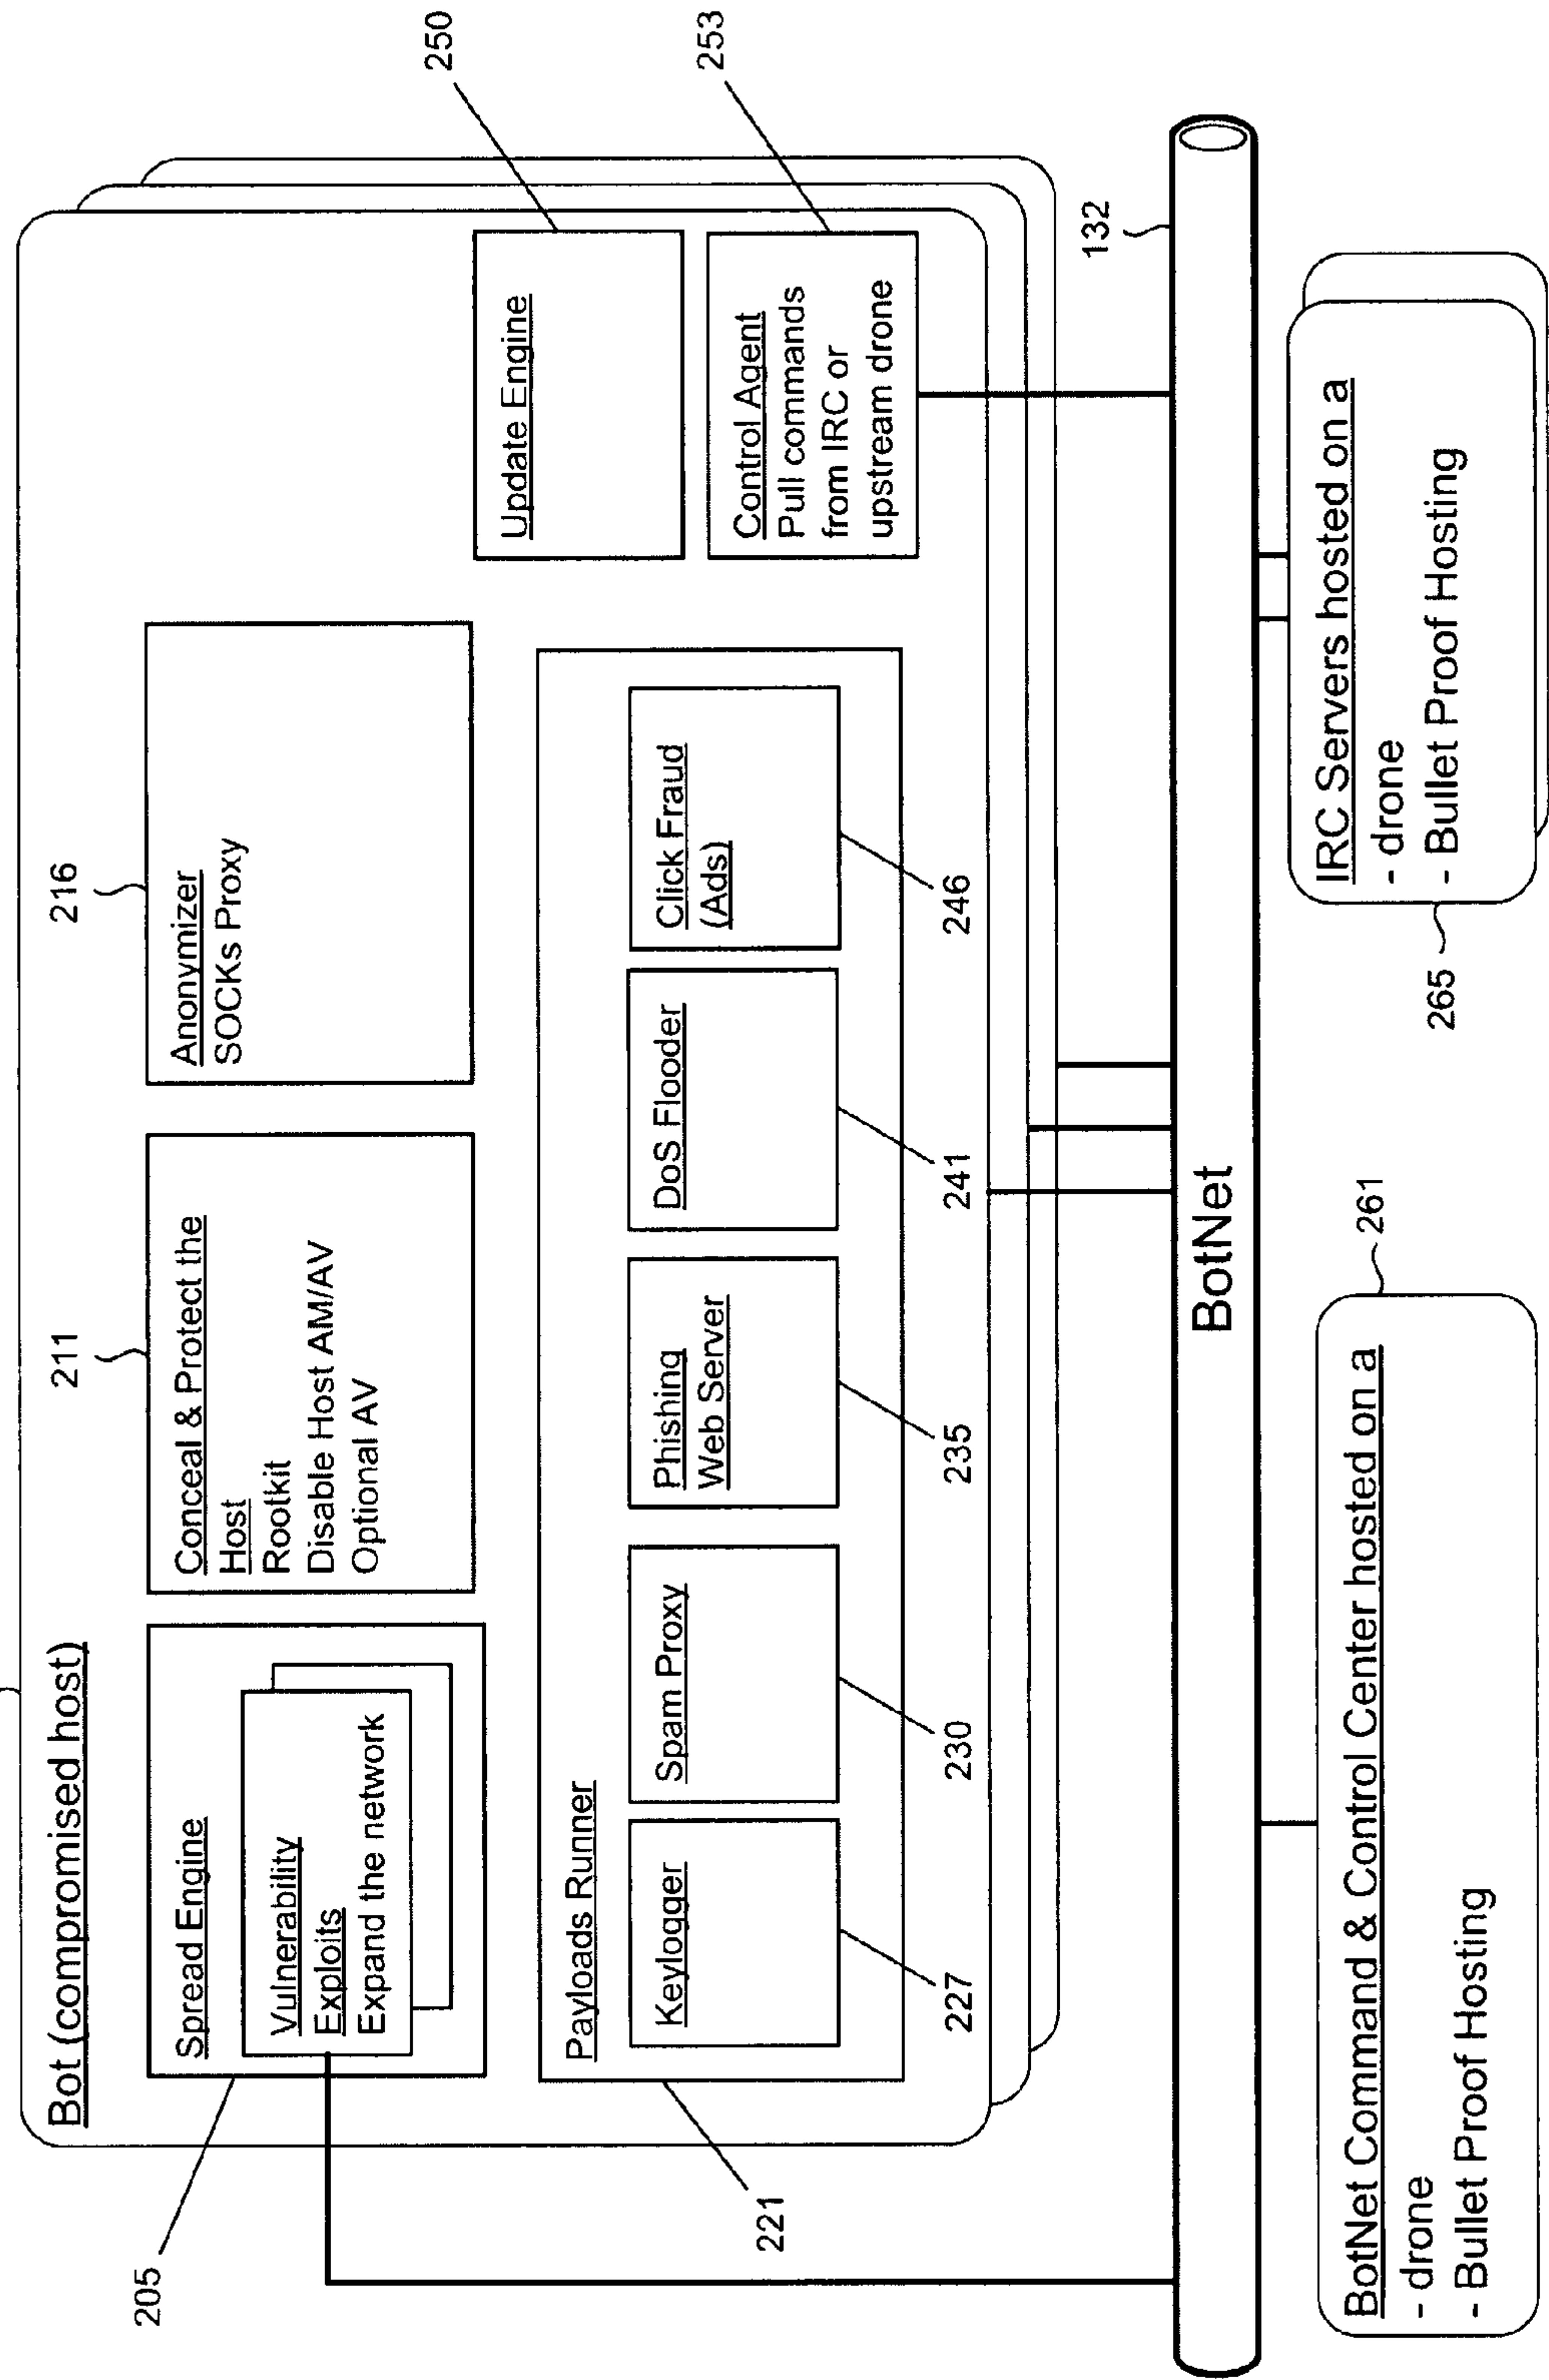 Bot (compromised host)
205
Spread Engine
Vulnerability
Exploits
Expand the network
211
Conceal & Protect the
Host
Rootkit
Disable Host AM/AV
Optional AV
216
Anonymizer
SOCKs Proxy
250
Update Engine
253
Control Agent
Pull commands
from IRC or
upstream drone
221
Payloads Runner
Keylogger
227
Spam Proxy
230
Phishing
Web Server
235
DoS Flooder
241
Click Fraud
(Ads)
246
132
BotNet
261
BotNet Command & Control Center hosted on a
- drone
- Bullet Proof Hosting
265
IRC Servers hosted on a
- drone
- Bullet Proof Hosting